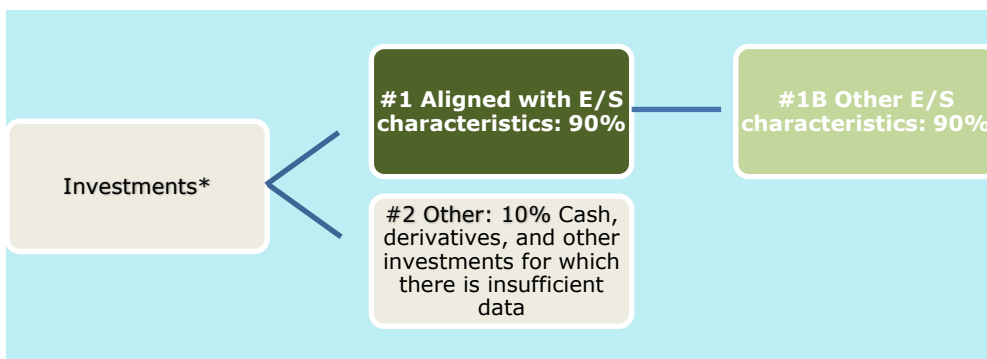 #1 Aligned with E/S
characteristics: 90%
#1B Other E/S
characteristics: 90%
Investments*
#2 Other: 10% Cash,
derivatives, and other
investments for which
there is insufficient
data